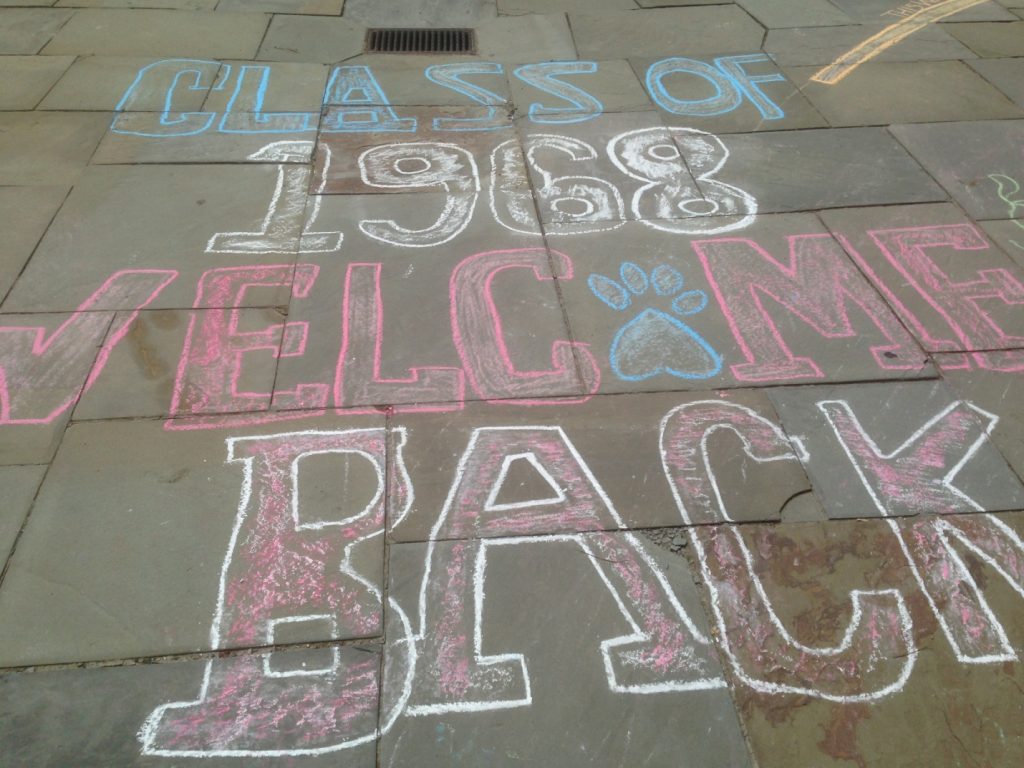 CLASS OF
1968
WELCOME
BACK